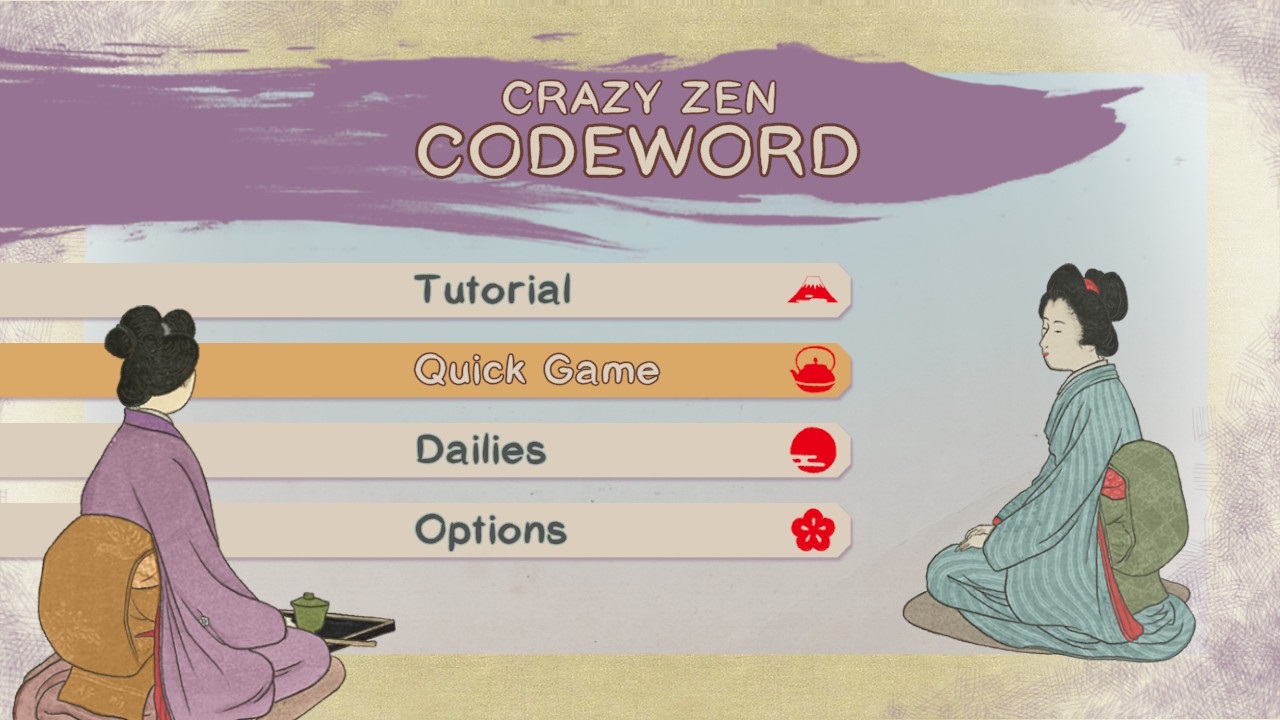 CRAZY ZEN
CODEWORD
Tutorial
Quick Game
Dailies
Options